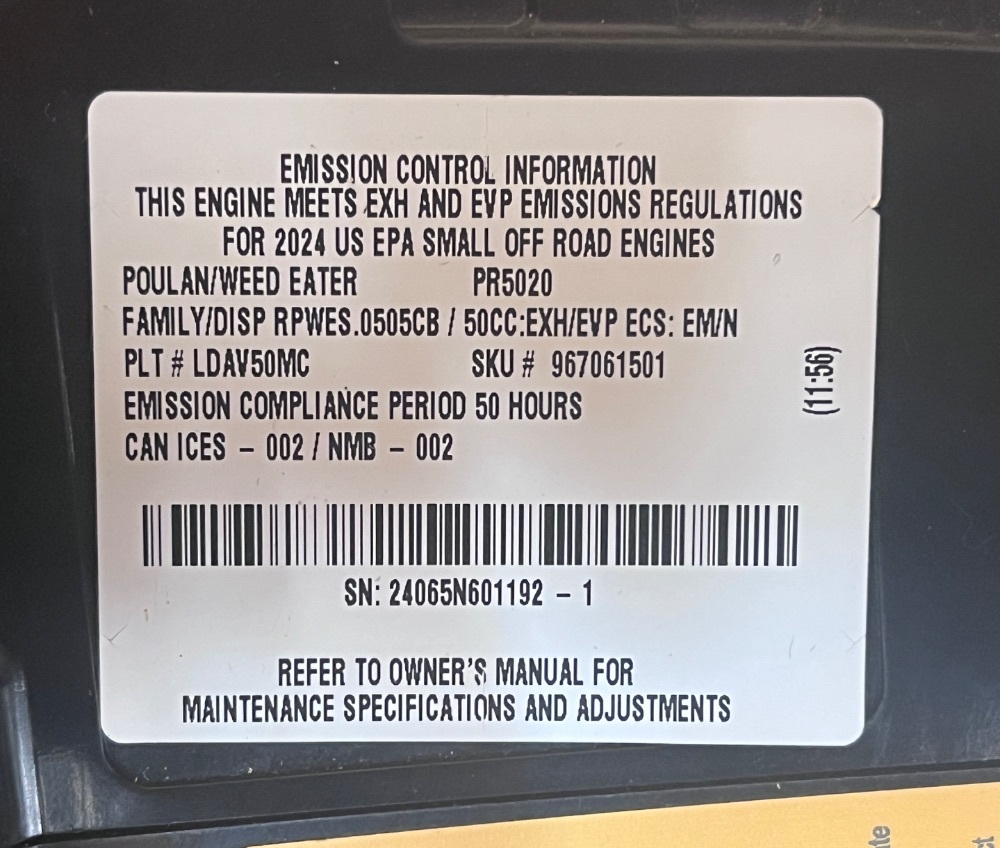 EMISSION CONTROL INFORMATION
THIS ENGINE MEETS EXH AND EVP EMISSIONS REGULATIONS
FOR 2024 US EPA SMALL OFF ROAD ENGINES
POULAN/WEED EATER PR5020
FAMILY/DISP RPWES.0505CB / 50CC:EXH/EVP ECS: EM/N
PLT # LDAV50MC SKU # 967061501
(11:56)
EMISSION COMPLIANCE PERIOD 50 HOURS
CAN ICES - 002 / NMB - 002
SN: 24065N601192 - 1
REFER TO OWNER'S MANUAL FOR
MAINTENANCE SPECIFICATIONS AND ADJUSTMENTS